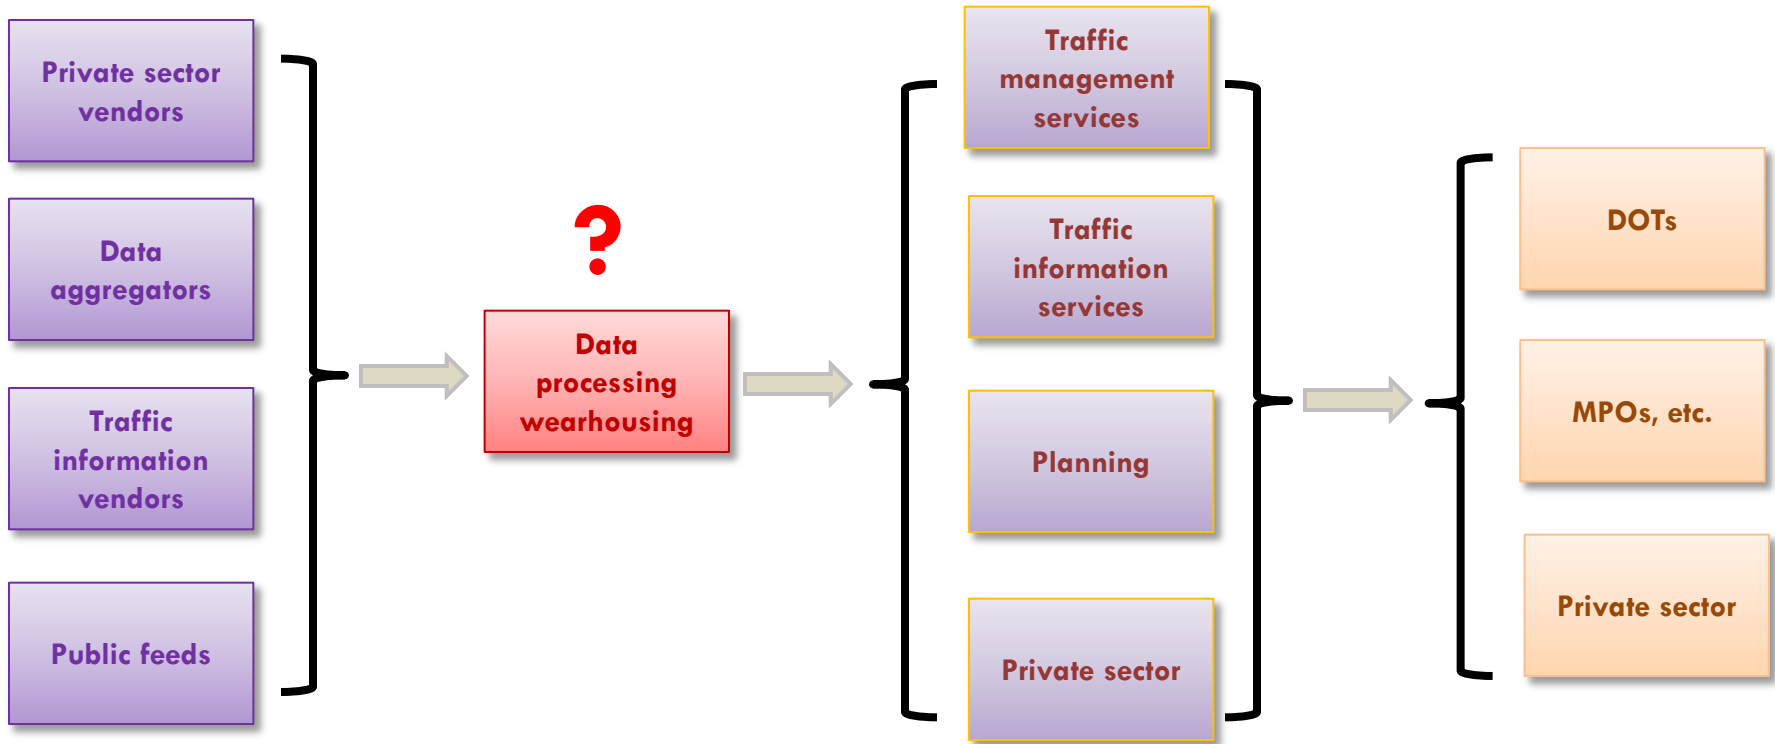 Private sector
vendors
Data
aggregators
Traffic
information
vendors
Public feeds
?
Data
processing
wearhousing
Traffic
management
services
Traffic
information
services
Planning
Private sector
DOTs
MPOs, etc.
Private sector